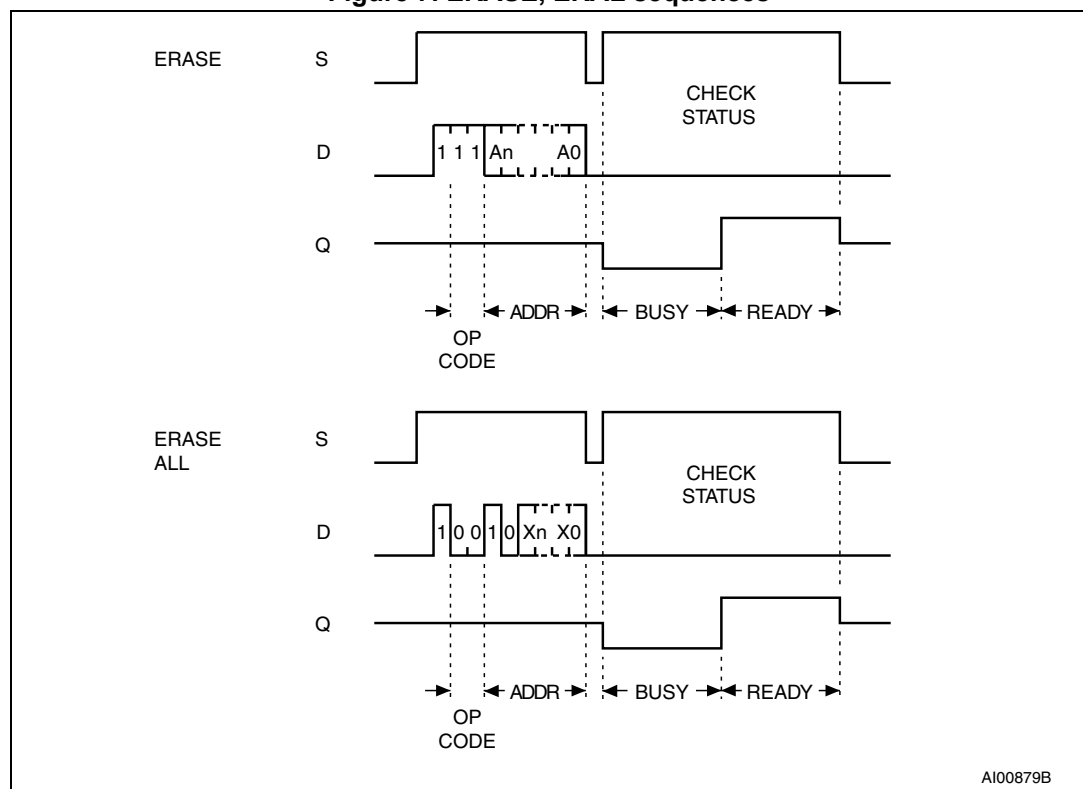 Figure 7. ERASE, ERAL sequences
ERASE
S
CHECK
STATUS
D
1 1 1 An A0
Q
ADDR
BUSY
READY
OP
CODE
ERASE
ALL
S
CHECK
STATUS
D
1 0 0 1 0 Xn X0
Q
ADDR
BUSY
READY
OP
CODE
AI00879B